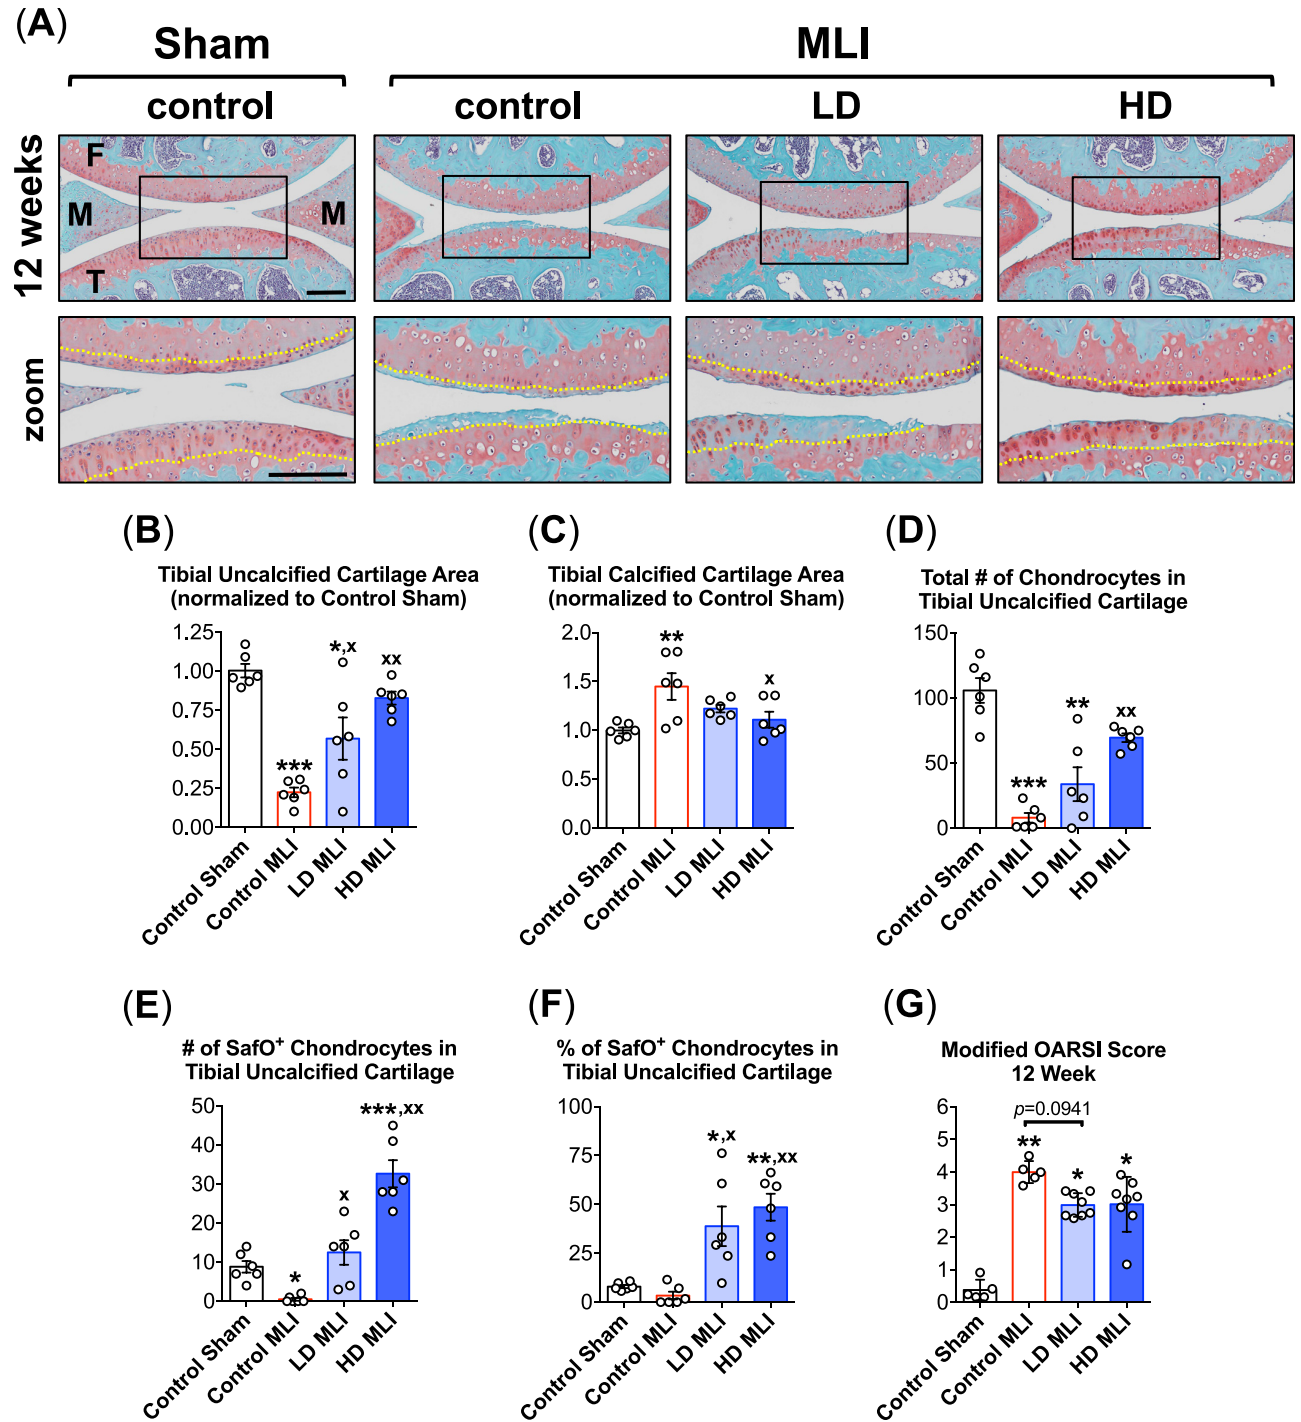 (A)
Sham
MLI
control
control
LD
HD
12 weeks
F
M
M
T
zoom
(B)
Tibial Uncalcified Cartilage Area
(normalized to Control Sham)
1.25
1.00
0.75
0.50
0.25
0.00
***
*,x
xx
Control Sham
Control MLI
LD MLI
HD MLI
(C)
Tibial Calcified Cartilage Area
(normalized to Control Sham)
2.0
1.5
1.0
0.5
0.0
**
x
Control Sham
Control MLI
LD MLI
HD MLI
(D)
Total # of Chondrocytes in
Tibial Uncalcified Cartilage
150
100
50
0
***
**
xx
Control Sham
Control MLI
LD MLI
HD MLI
(E)
# of SafO⁺ Chondrocytes in
Tibial Uncalcified Cartilage
50
40
30
20
10
0
*
x
***,xx
Control Sham
Control MLI
LD MLI
HD MLI
(F)
% of SafO⁺ Chondrocytes in
Tibial Uncalcified Cartilage
100
75
50
25
0
*,x
**,xx
Control Sham
Control MLI
LD MLI
HD MLI
(G)
Modified OARSI Score
12 Week
6
5
4
3
2
1
0
p=0.0941
**
*
*
Control Sham
Control MLI
LD MLI
HD MLI